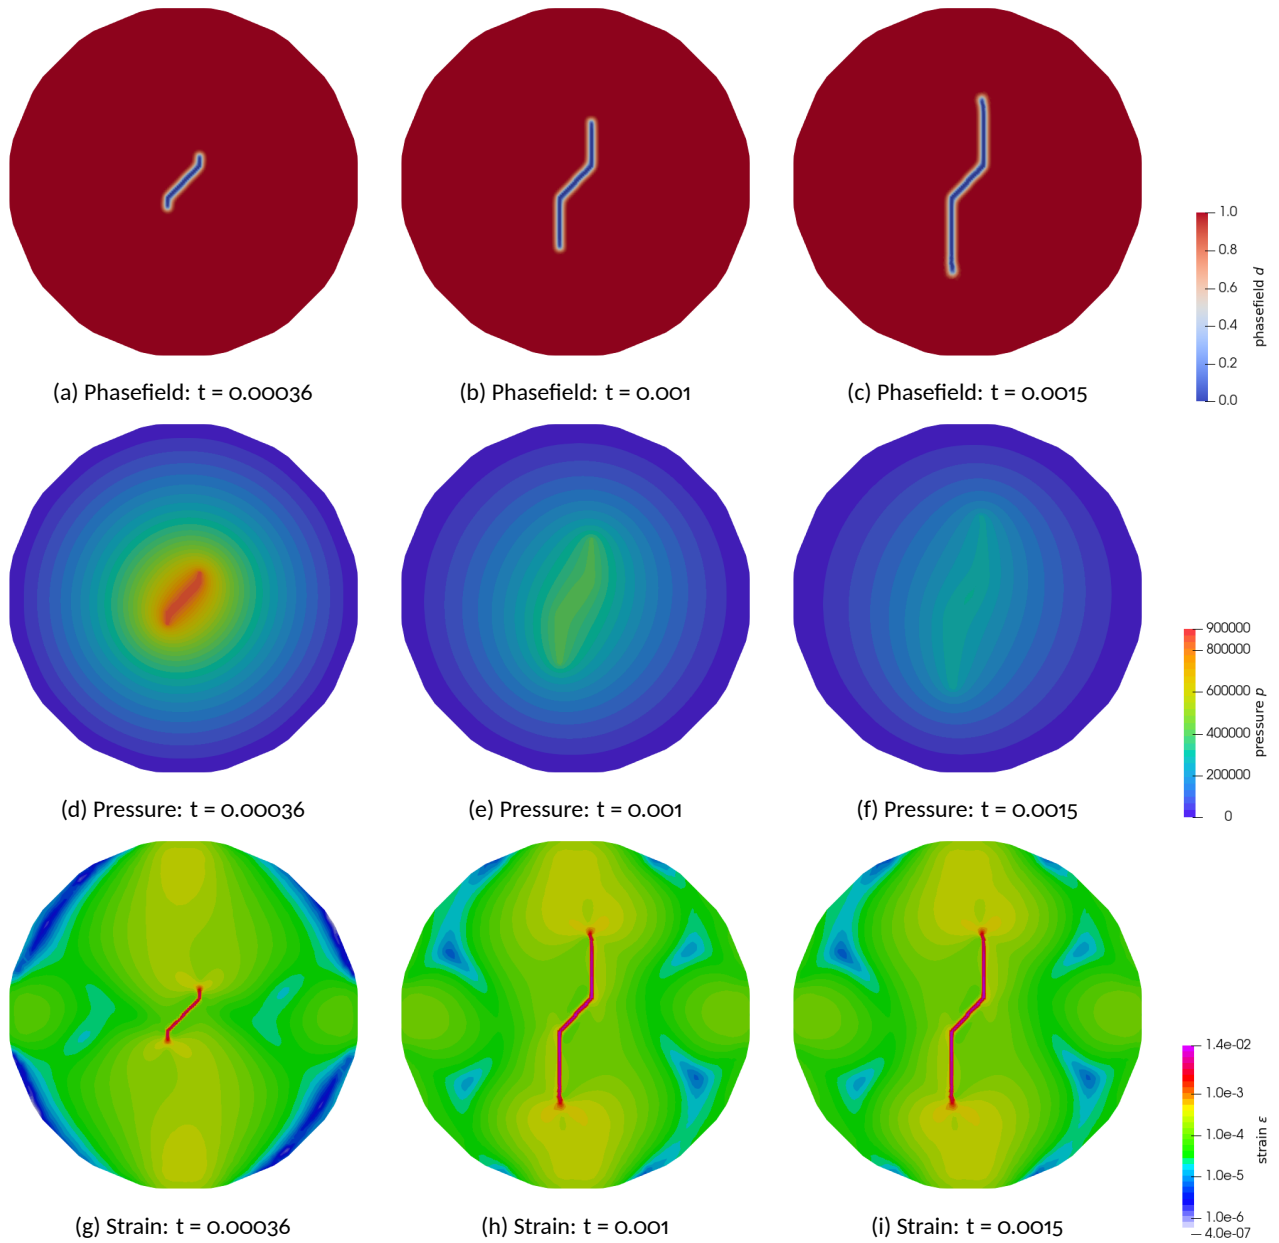 1.0
0.8
0.6
0.4
0.2
0.0
phasefield d
(a) Phasefield: t = 0.00036
(b) Phasefield: t = 0.001
(c) Phasefield: t = 0.0015
900000
800000
600000
400000
200000
0
pressure p
(d) Pressure: t = 0.00036
(e) Pressure: t = 0.001
(f) Pressure: t = 0.0015
1.4e-02
1.0e-3
1.0e-4
1.0e-5
1.0e-6
4.0e-07
strain ε
(g) Strain: t = 0.00036
(h) Strain: t = 0.001
(i) Strain: t = 0.0015